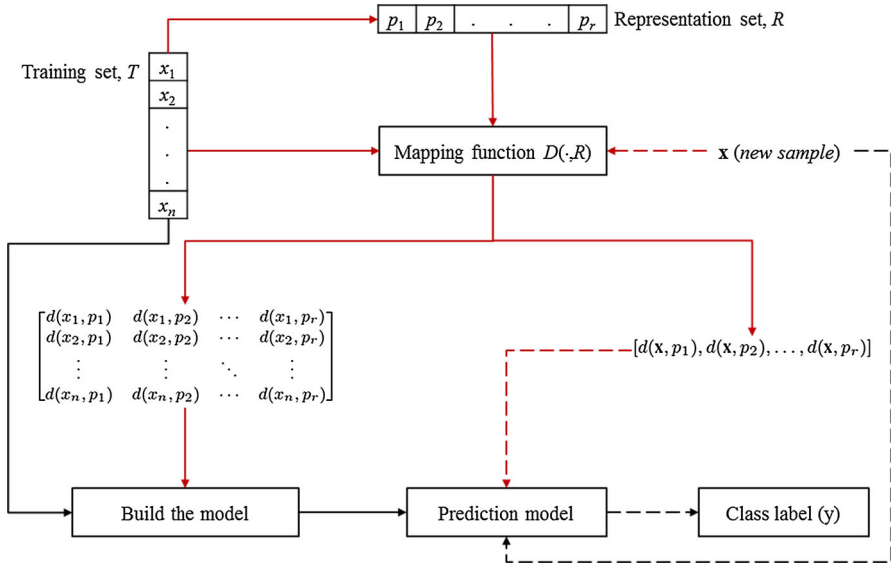 p1 p2 . . . pr Representation set, R
Training set, T
x1
x2
.
.
.
xn
Mapping function D(·,R)
x (new sample)
d(x1, p1) d(x1, p2) ⋯ d(x1, pr)
d(x2, p1) d(x2, p2) ⋯ d(x2, pr)
⋮ ⋮ ⋱ ⋮
d(xn, p1) d(xn, p2) ⋯ d(xn, pr)
[d(x, p1), d(x, p2), . . . , d(x, pr)]
Build the model
Prediction model
Class label (y)